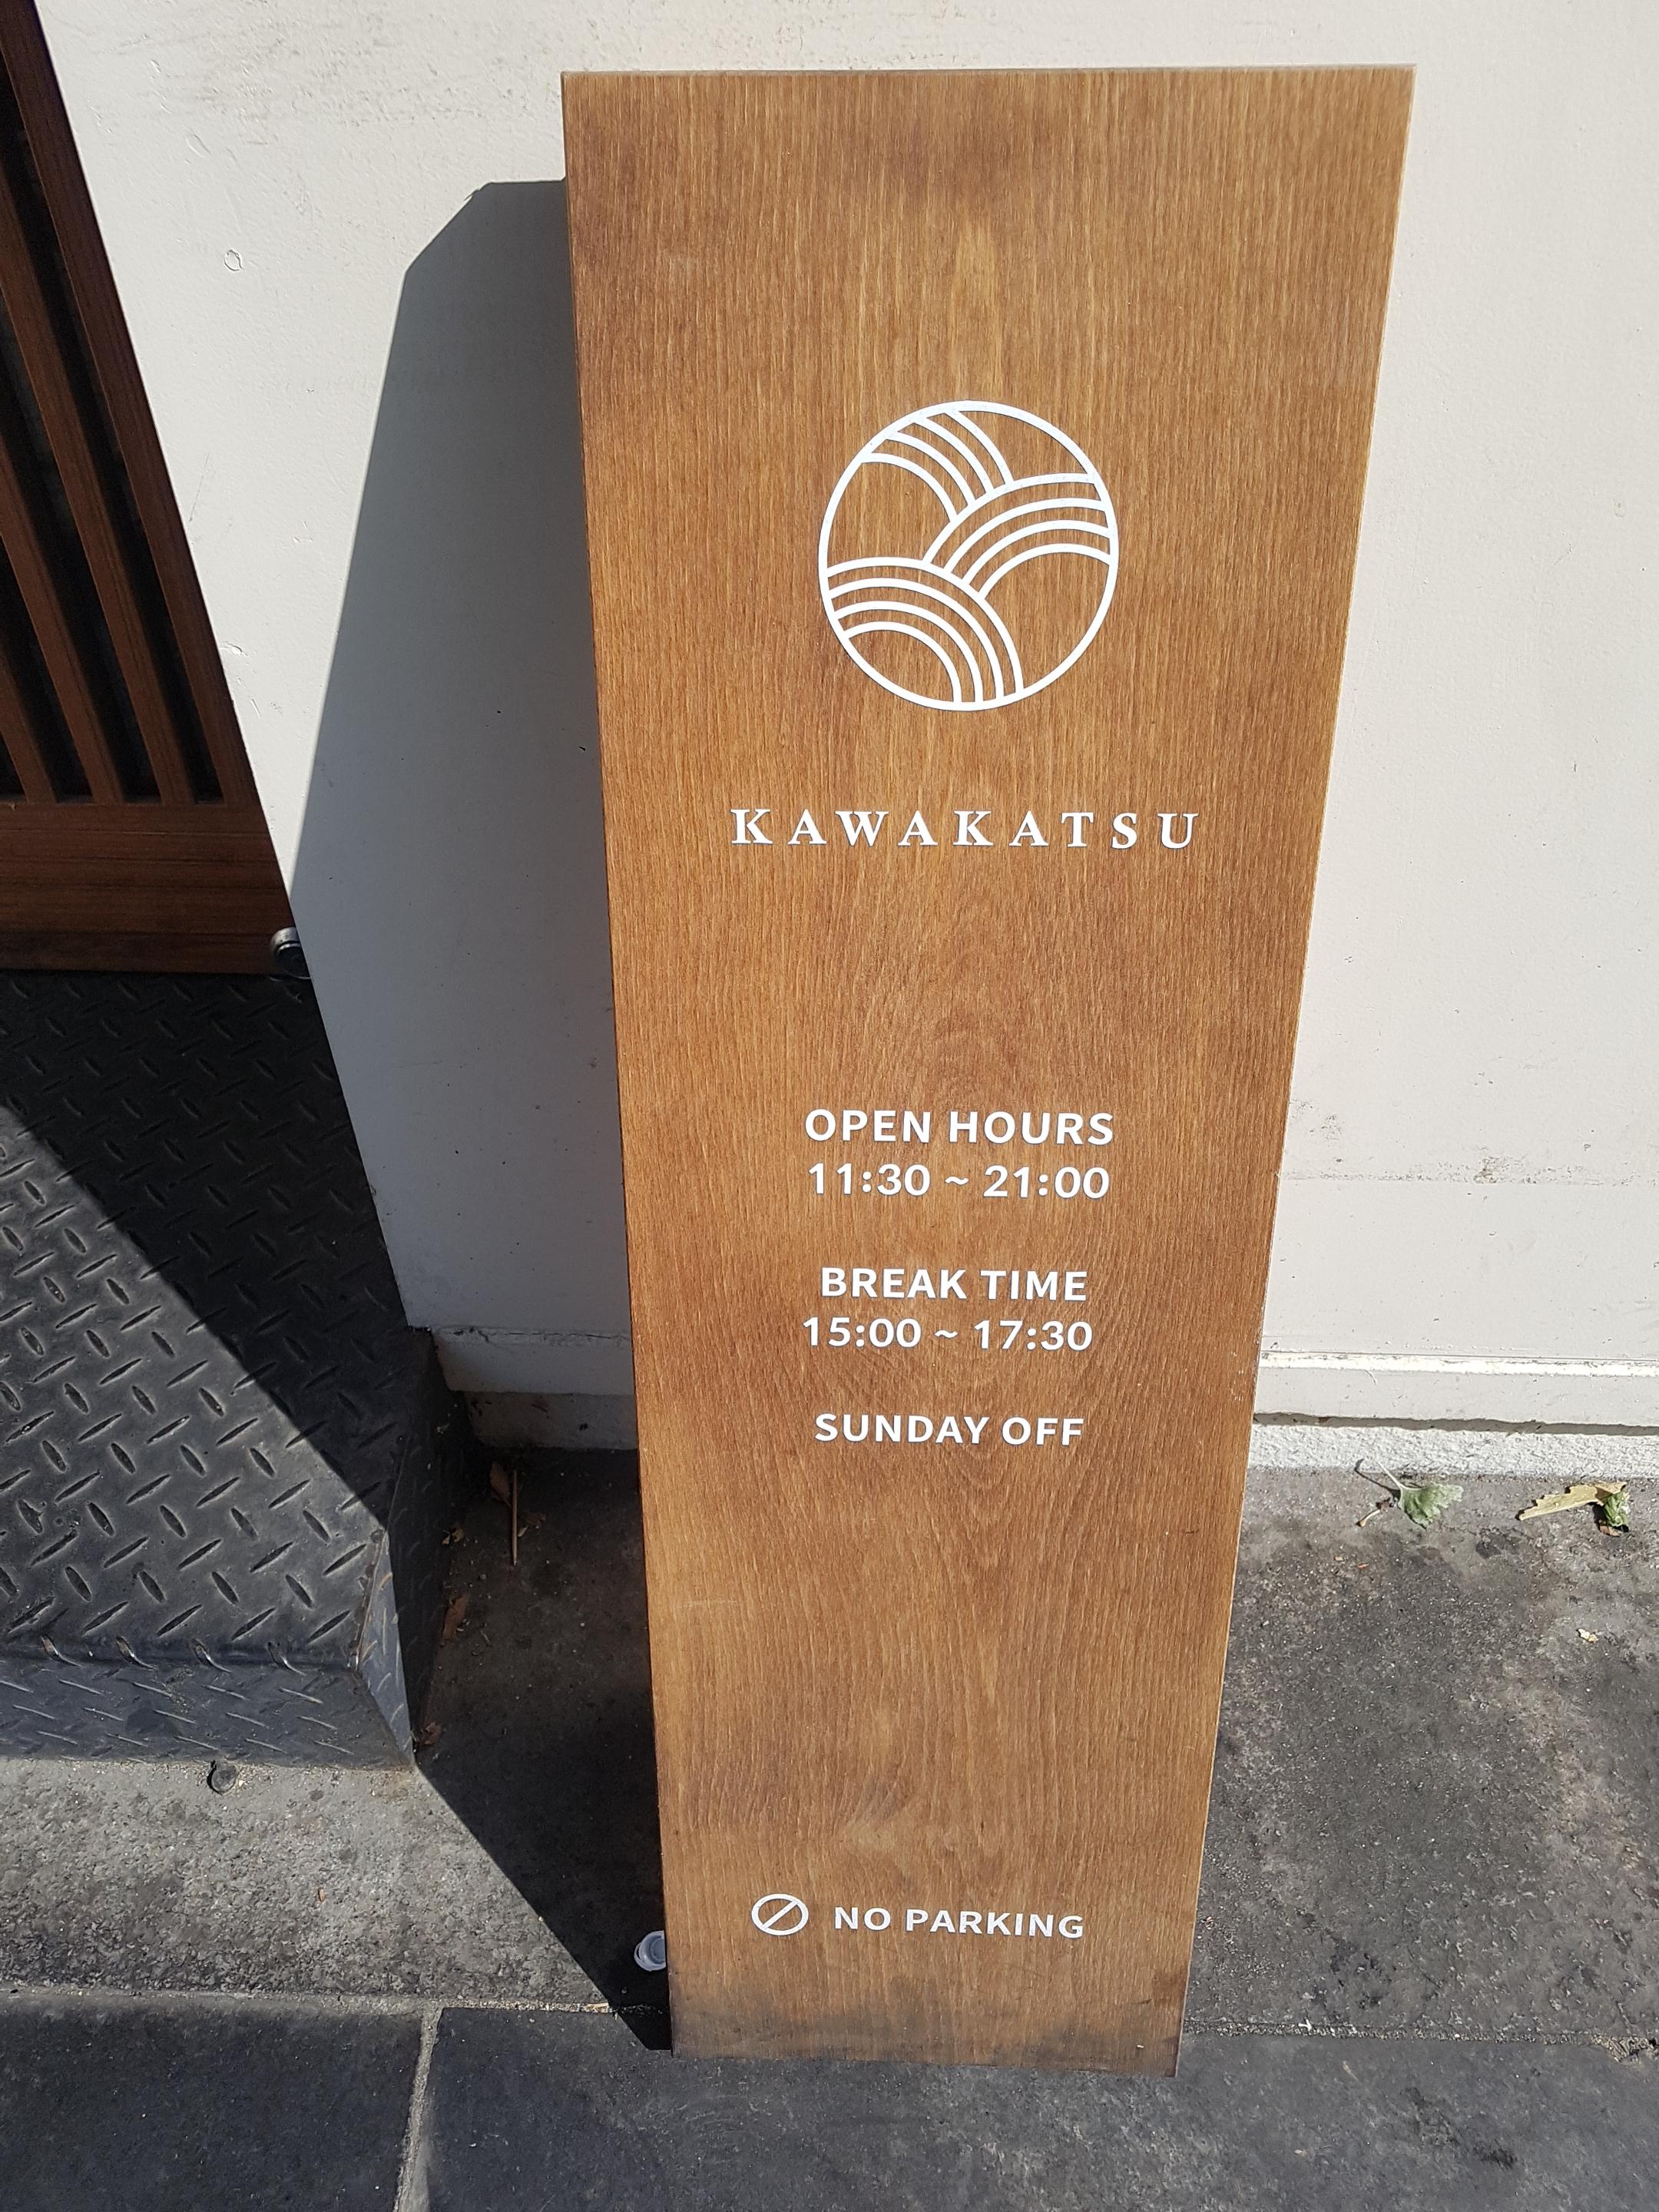 KAWAKATSU
OPEN HOURS
11:30 ~ 21:00
BREAK TIME
15:00 ~ 17:30
SUNDAY OFF
NO PARKING